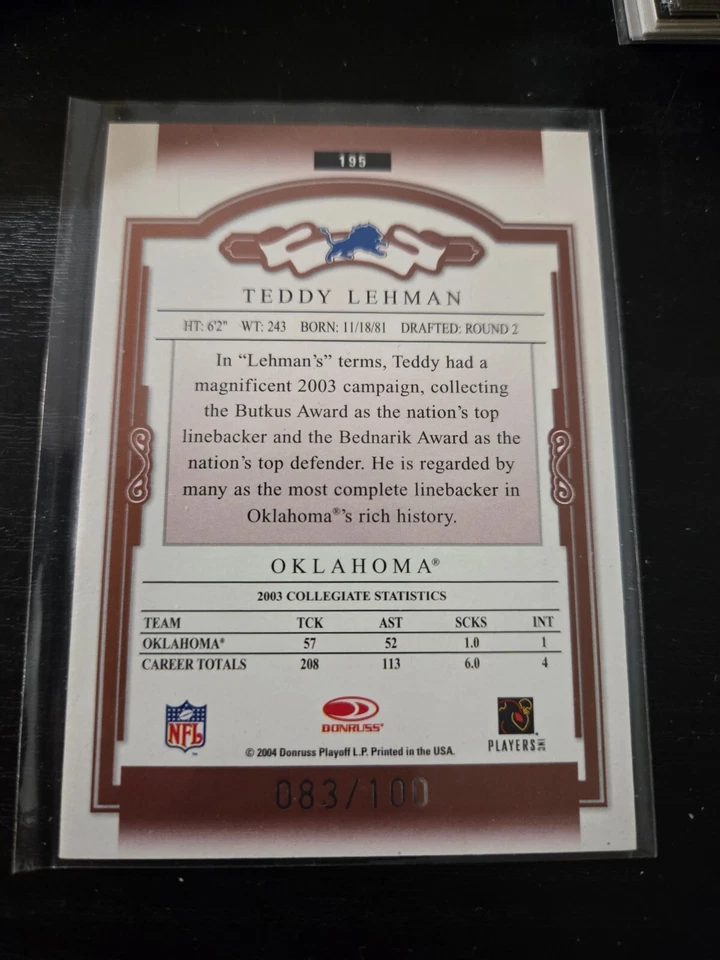 195
TEDDY LEHMAN
HT: 6'2" WT: 243 BORN: 11/18/81 DRAFTED: ROUND 2
In “Lehman’s” terms, Teddy had a
magnificent 2003 campaign, collecting
the Butkus Award as the nation’s top
linebacker and the Bednarik Award as the
nation’s top defender. He is regarded by
many as the most complete linebacker in
Oklahoma®’s rich history.
OKLAHOMA®
2003 COLLEGIATE STATISTICS
TEAM TCK AST SCKS INT
OKLAHOMA® 57 52 1.0 1
CAREER TOTALS 208 113 6.0 4
NFL
DONRUSS®
PLAYERS INC
© 2004 Donruss Playoff L.P. Printed in the USA.
083/100